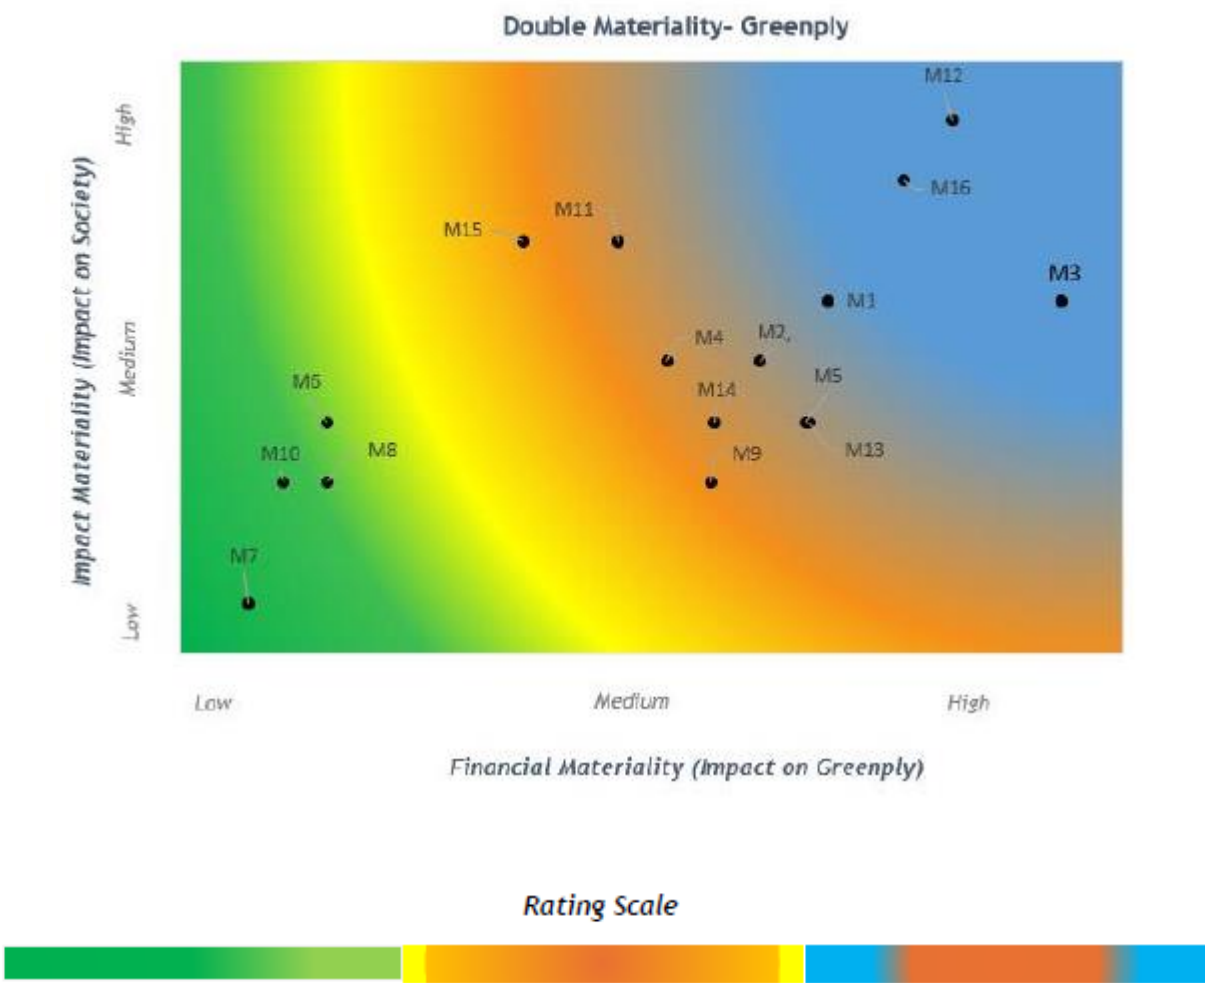 Double Materiality- Greenply
M12
High
M16
M11
M15
Impact Materiality (Impact on Society)
M3
M1
M4
M2,
Medium
M5
M6
M14
M8
M10
M9
M13
M7
Low
Low
Medium
High
Financial Materiality (Impact on Greenply)
Rating Scale